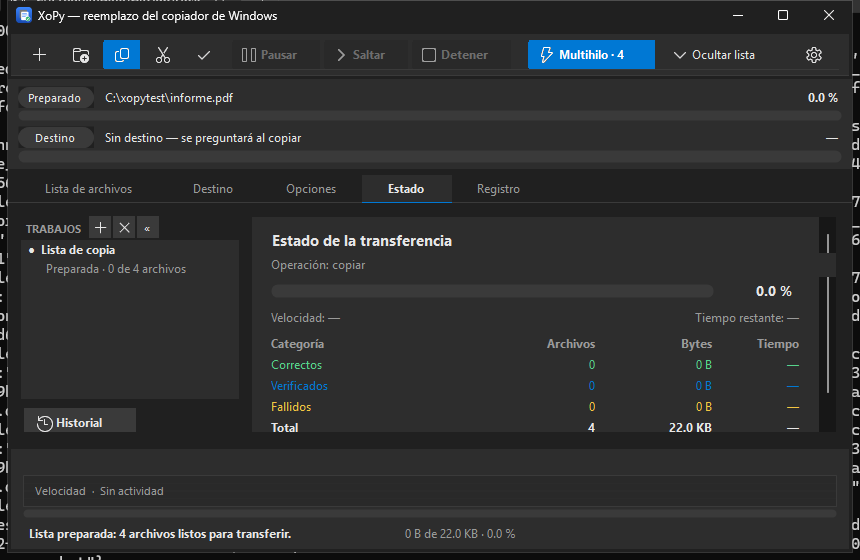 XoPy — reemplazo del copiador de Windows
Pausar
Saltar
Detener
Multihilo · 4
Ocultar lista
Preparado C:\xopytest\informe.pdf 0.0 %
Destino Sin destino — se preguntará al copiar —
Lista de archivos Destino Opciones Estado Registro
TRABAJOS
Lista de copia
Preparada · 0 de 4 archivos
Historial
Estado de la transferencia
Operación: copiar
0.0 %
Velocidad: — Tiempo restante: —
Categoría Archivos Bytes Tiempo
Correctos 0 0 B —
Verificados 0 0 B —
Fallidos 0 0 B —
Total 4 22.0 KB —
Velocidad · Sin actividad
Lista preparada: 4 archivos listos para transferir. 0 B de 22.0 KB · 0.0 %